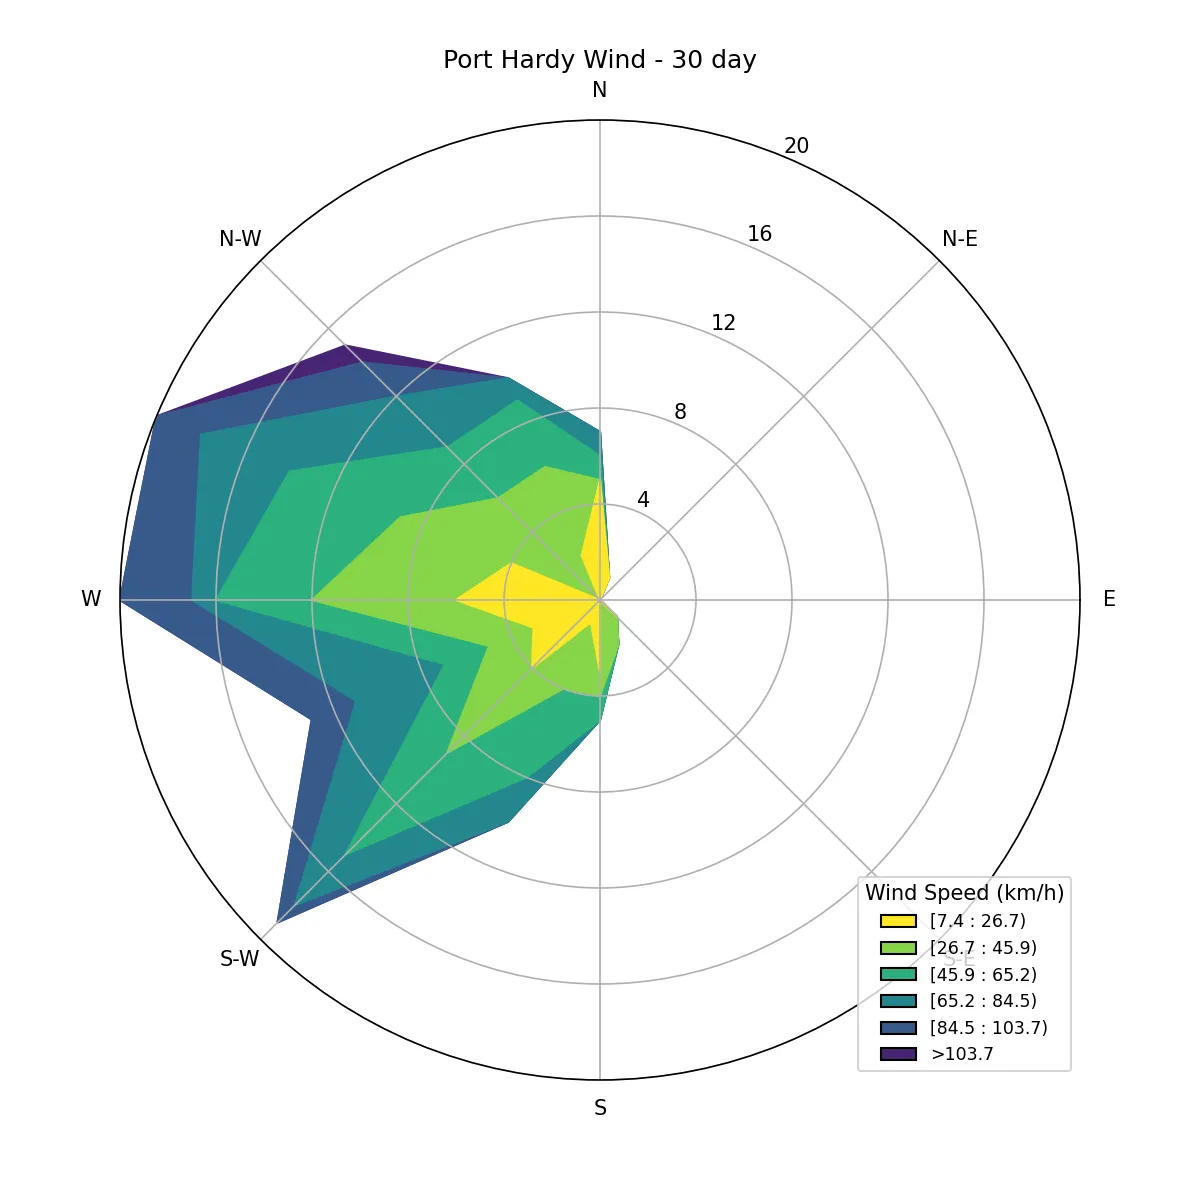 Port Hardy Wind - 30 day
N
20
N-W
16
N-E
12
8
4
W
E
S-W
S-E
Wind Speed (km/h)
[7.4 : 26.7)
[26.7 : 45.9)
[45.9 : 65.2)
[65.2 : 84.5)
[84.5 : 103.7)
>103.7
S